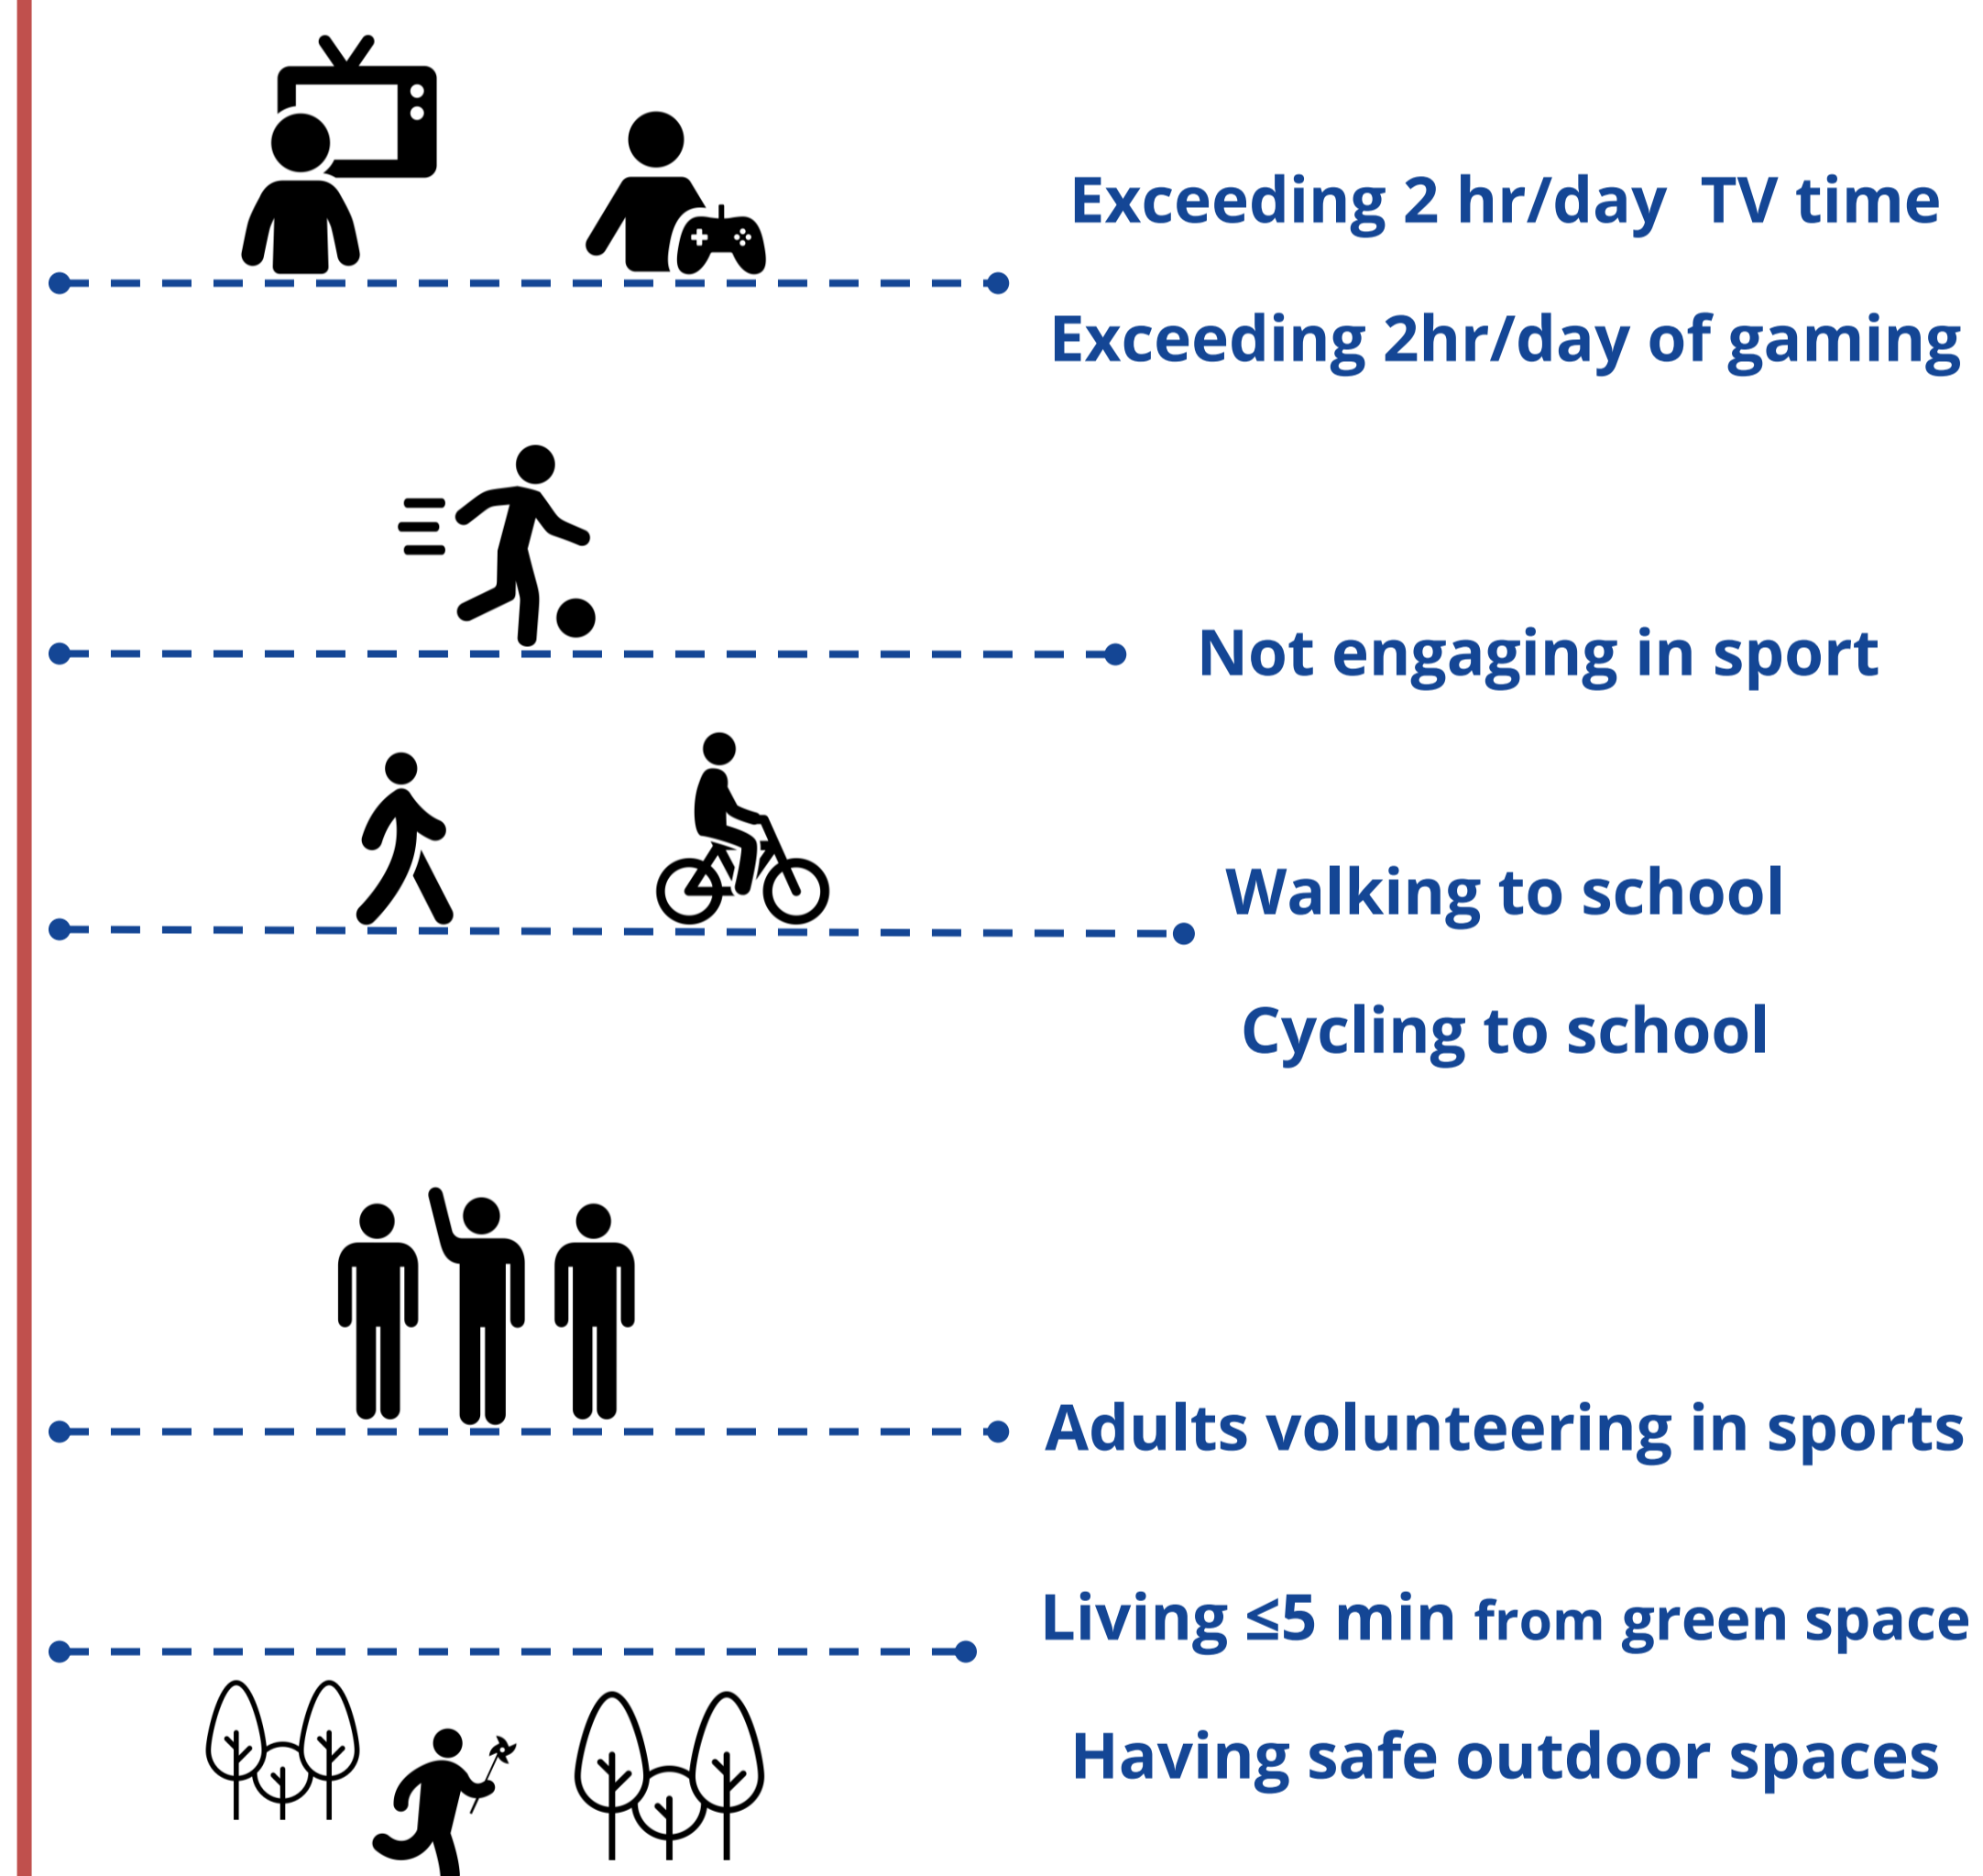 Exceeding 2 hr/day TV time
Exceeding 2hr/day of gaming
Not engaging in sport
Walking to school
Cycling to school
Adults volunteering in sports
Living ≤5 min from green space
Having safe outdoor spaces